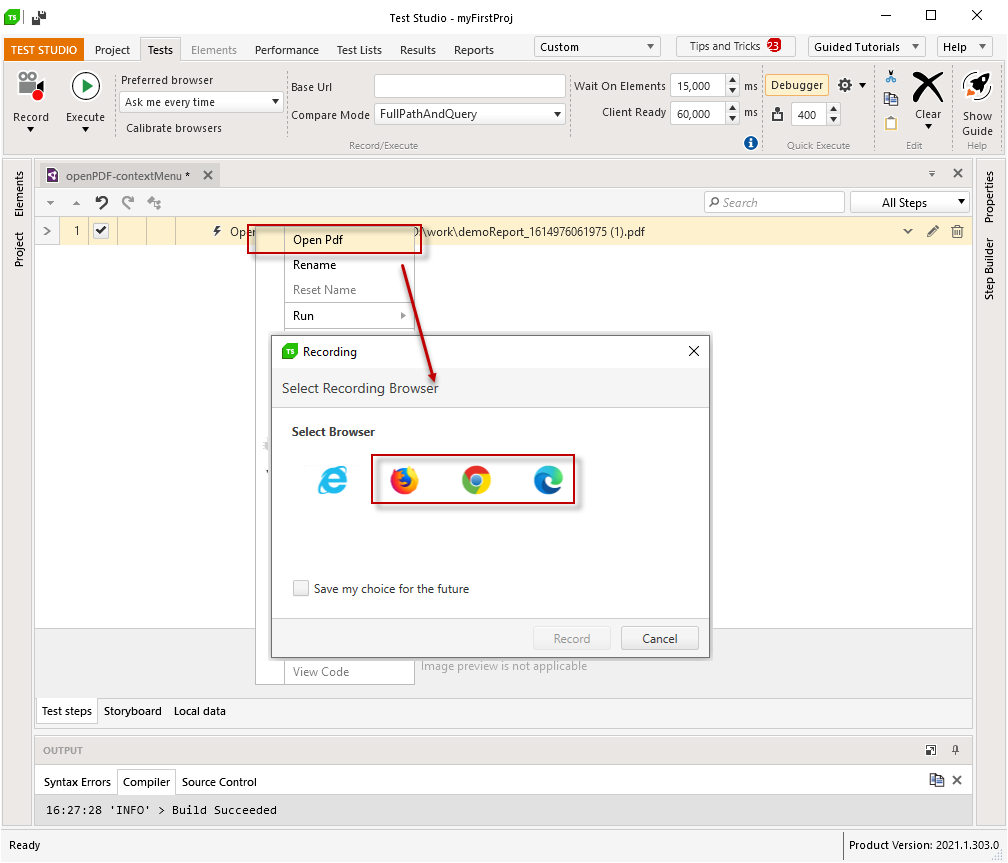 TS
Test Studio - myFirstProj
TEST STUDIO Project Tests Elements Performance Test Lists Results Reports Custom Tips and Tricks 23 Guided Tutorials Help
Record
Execute
Preferred browser
Ask me every time
Calibrate browsers
Base Url
Compare Mode FullPathAndQuery
Record/Execute
Wait On Elements 15,000 ms
Client Ready 60,000 ms
Debugger
400
Quick Execute
Clear
Edit
Show
Guide
Help
Elements
Project
openPDF-contextMenu *
Search
All Steps
1 Open :\work\demoReport_1614976061975 (1).pdf
Open Pdf
Rename
Reset Name
Run
TS Recording
Select Recording Browser
Select Browser
Save my choice for the future
Record Cancel
View Code
Image preview is not applicable
Properties
Step Builder
Test steps Storyboard Local data
OUTPUT
Syntax Errors Compiler Source Control
16:27:28 'INFO' > Build Succeeded
Ready
Product Version: 2021.1.303.0